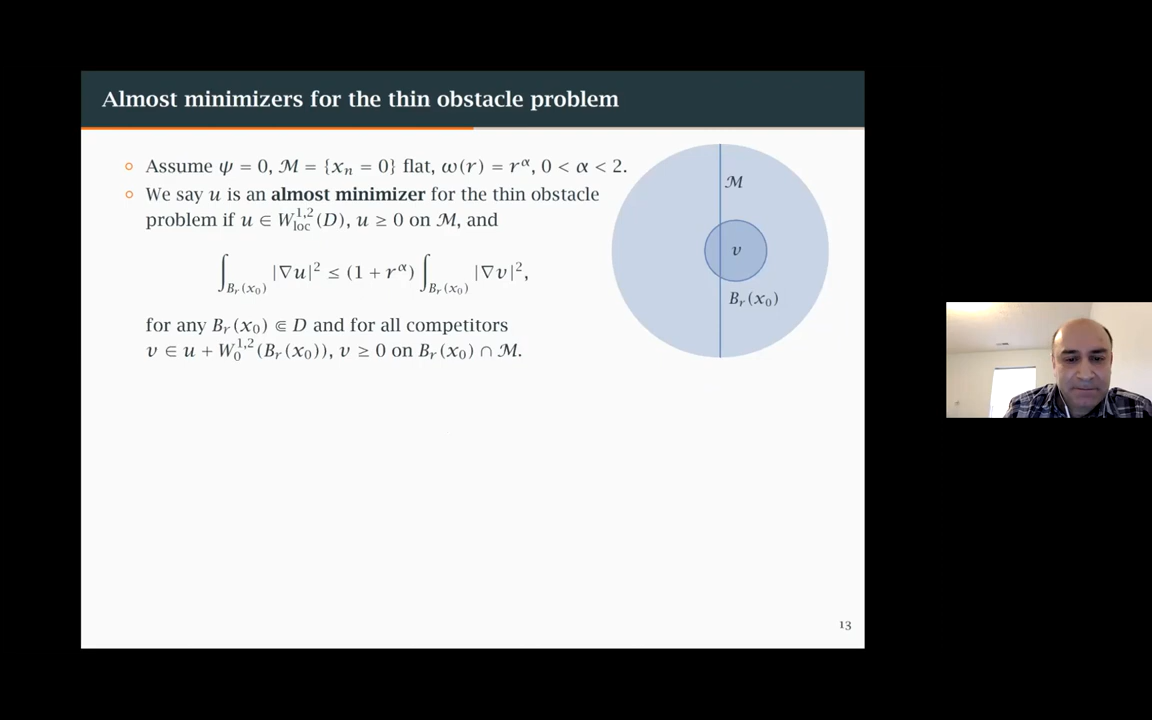 Almost minimizers for the thin obstacle problem
Assume ψ = 0, ℳ = {xₙ = 0} flat, ω(r) = r^α, 0 < α < 2.
We say u is an almost minimizer for the thin obstacle
problem if u ∈ W^{1,2}_{loc}(D), u ≥ 0 on ℳ, and
∫_{B_r(x_0)} |∇u|² ≤ (1 + r^α) ∫_{B_r(x_0)} |∇v|²,
for any B_r(x_0) ⋐ D and for all competitors
v ∈ u + W^{1,2}_0(B_r(x_0)), v ≥ 0 on B_r(x_0) ∩ ℳ.
ℳ
v
B_r(x_0)
13